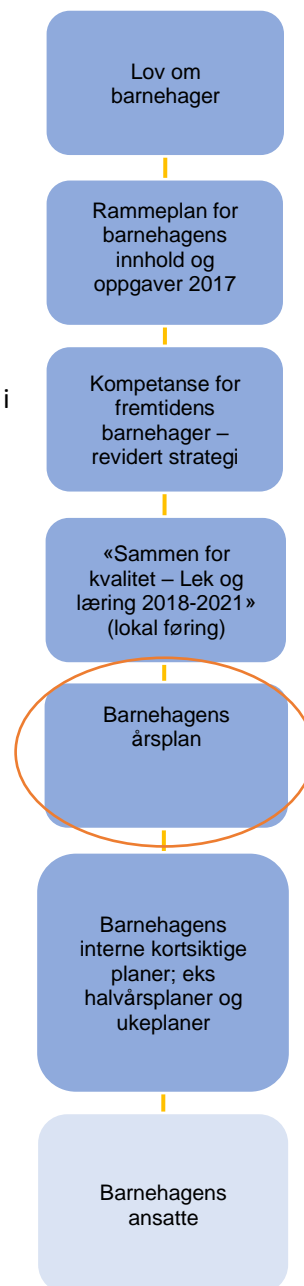 Lov om
barnehager
Rammeplan for
barnehagens
innhold og
oppgaver 2017
i
Kompetanse for
fremtidens
barnehager –
revidert strategi
«Sammen for
kvalitet – Lek og
læring 2018-2021»
(lokal føring)
Barnehagens
årsplan
Barnehagens
interne kortsiktige
planer; eks
halvårsplaner og
ukeplaner
Barnehagens
ansatte